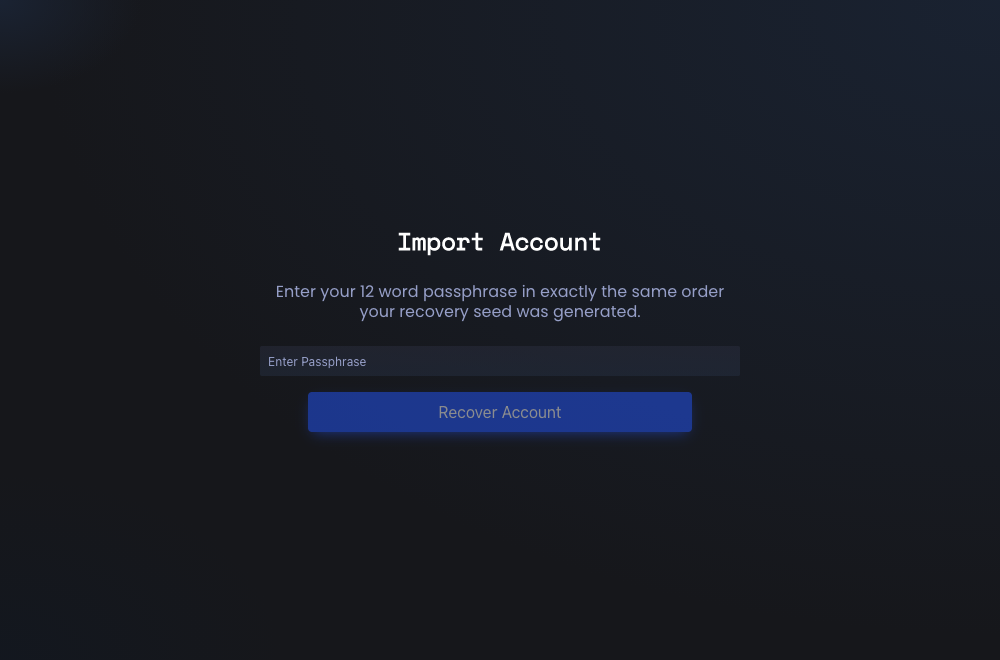 Import Account
Enter your 12 word passphrase in exactly the same order
your recovery seed was generated.
Enter Passphrase
Recover Account